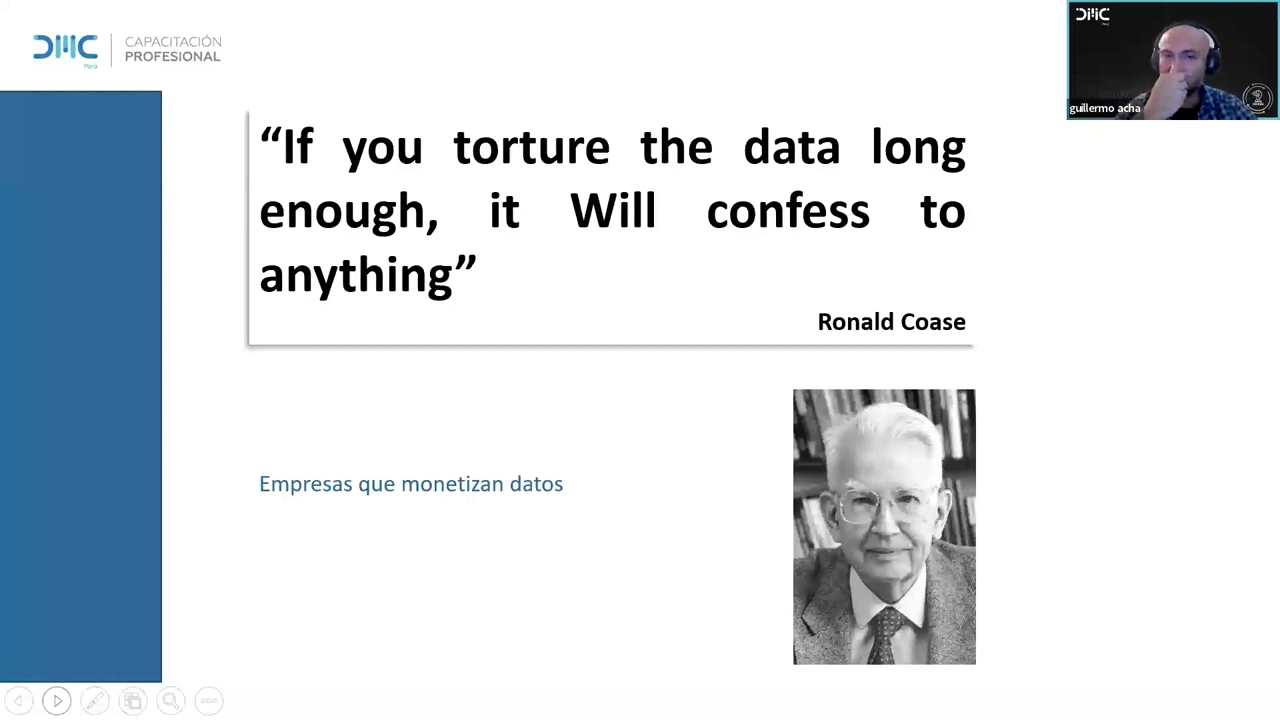 DMC
Perú
CAPACITACIÓN
PROFESIONAL
DMC
Perú
guillermo acha
“If you torture the data long
enough, it Will confess to
anything”
Ronald Coase
Empresas que monetizan datos